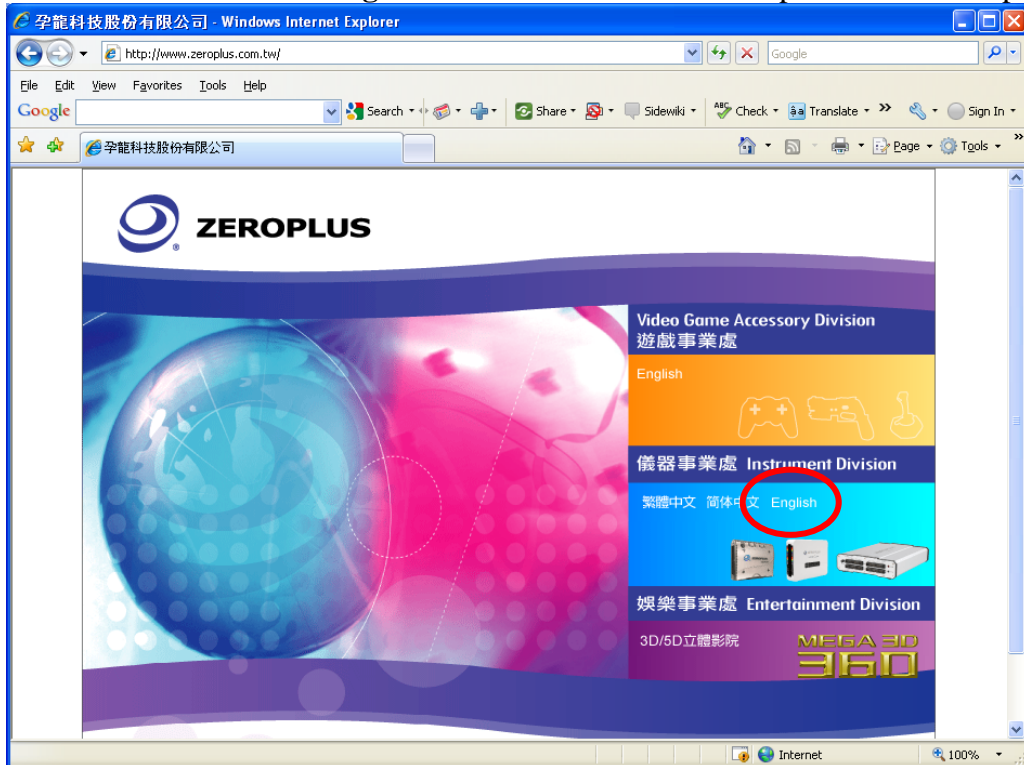 孕龍科技股份有限公司 - Windows Internet Explorer
http://www.zeroplus.com.tw/
Google
File Edit View Favorites Tools Help
Google Search Share Sidewiki ABC Check Translate » Sign In
孕龍科技股份有限公司 Page Tools »
ZEROPLUS
Video Game Accessory Division
遊戲事業處
English
儀器事業處 Instrument Division
繁體中文 简体中文 English
娛樂事業處 Entertainment Division
3D/5D立體影院 MEGA 3D
360
Internet 100%